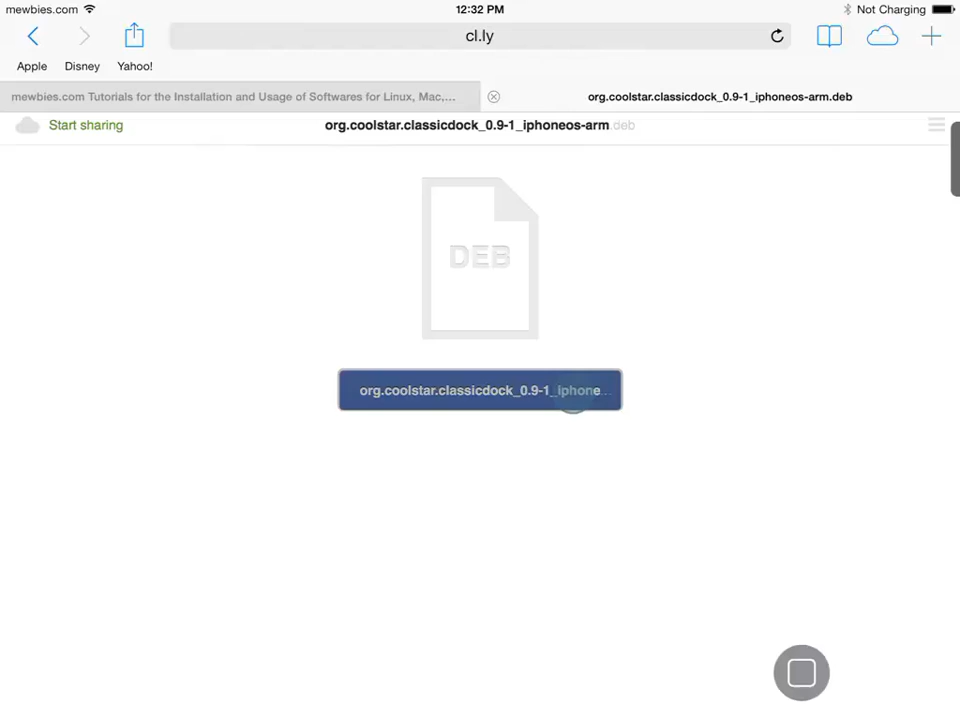 mewbies.com
12:32 PM
Not Charging
cl.ly
Apple Disney Yahoo!
mewbies.com Tutorials for the Installation and Usage of Softwares for Linux, Mac,...
org.coolstar.classicdock_0.9-1_iphoneos-arm.deb
Start sharing
org.coolstar.classicdock_0.9-1_iphoneos-arm.deb
DEB
org.coolstar.classicdock_0.9-1_iphone...